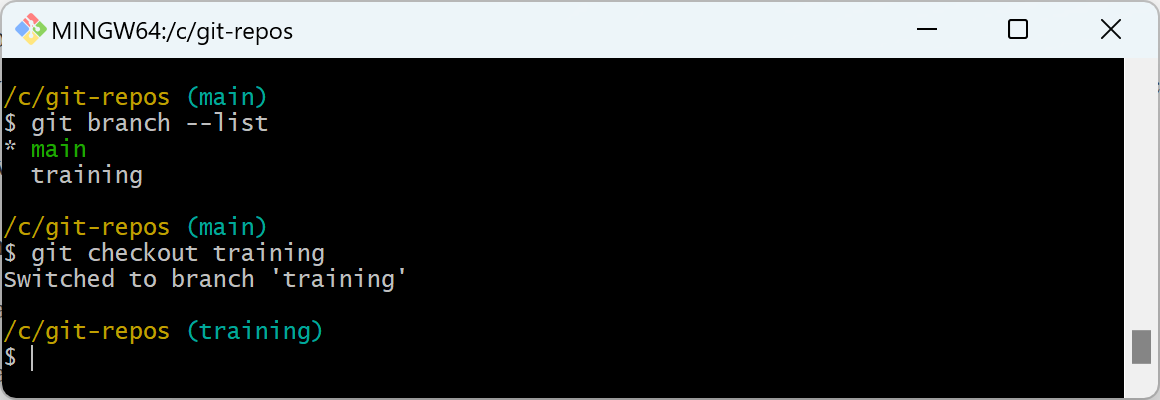 MINGW64:/c/git-repos
/c/git-repos (main)
$ git branch --list
* main
  training
/c/git-repos (main)
$ git checkout training
Switched to branch 'training'
/c/git-repos (training)
$